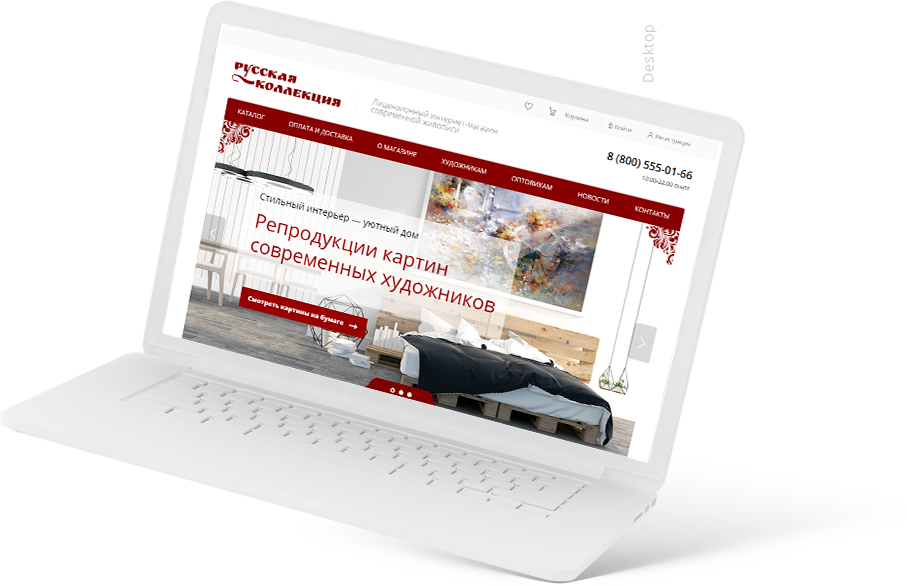 Desktop
РУССКАЯ
КОЛЛЕКЦИЯ
Лицензионный интернет-магазин
современной живописи
Корзина
Войти
Регистрация
8 (800) 555-01-66
10:00-22:00 пн-пт
КАТАЛОГ
ОПЛАТА И ДОСТАВКА
О МАГАЗИНЕ
ХУДОЖНИКАМ
ОПТОВИКАМ
НОВОСТИ
КОНТАКТЫ
Стильный интерьер — уютный дом
Репродукции картин
современных художников
Смотреть картины на бумаге